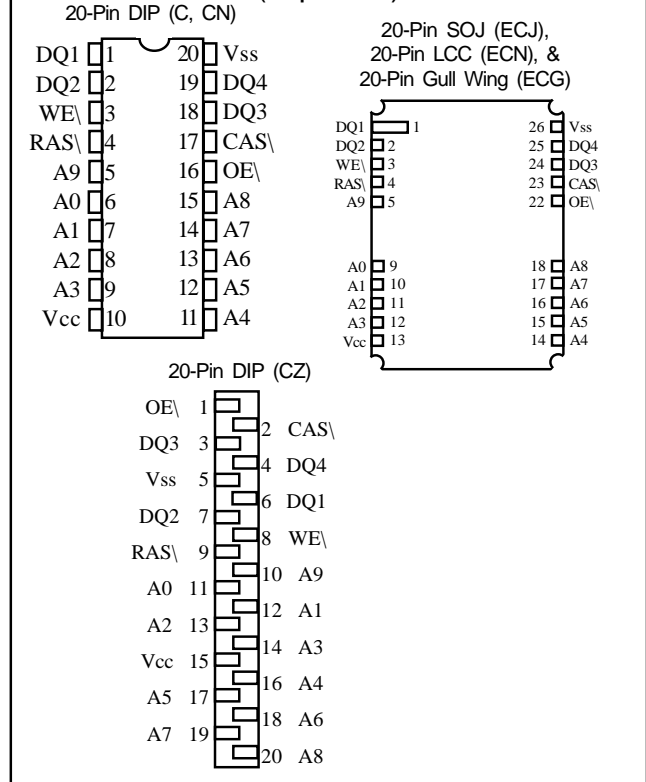 20-Pin DIP (C, CN)
DQ1 1 20 Vss
DQ2 2 19 DQ4
WE\ 3 18 DQ3
RAS\ 4 17 CAS\
A9 5 16 OE\
A0 6 15 A8
A1 7 14 A7
A2 8 13 A6
A3 9 12 A5
Vcc 10 11 A4
20-Pin SOJ (ECJ),
20-Pin LCC (ECN), &
20-Pin Gull Wing (ECG)
DQ1 1 26 Vss
DQ2 2 25 DQ4
WE\ 3 24 DQ3
RAS\ 4 23 CAS\
A9 5 22 OE\
A0 9 18 A8
A1 10 17 A7
A2 11 16 A6
A3 12 15 A5
Vcc 13 14 A4
20-Pin DIP (CZ)
OE\ 1
2 CAS\
DQ3 3
4 DQ4
Vss 5
6 DQ1
DQ2 7
8 WE\
RAS\ 9
10 A9
A0 11
12 A1
A2 13
14 A3
Vcc 15
16 A4
A5 17
18 A6
A7 19
20 A8